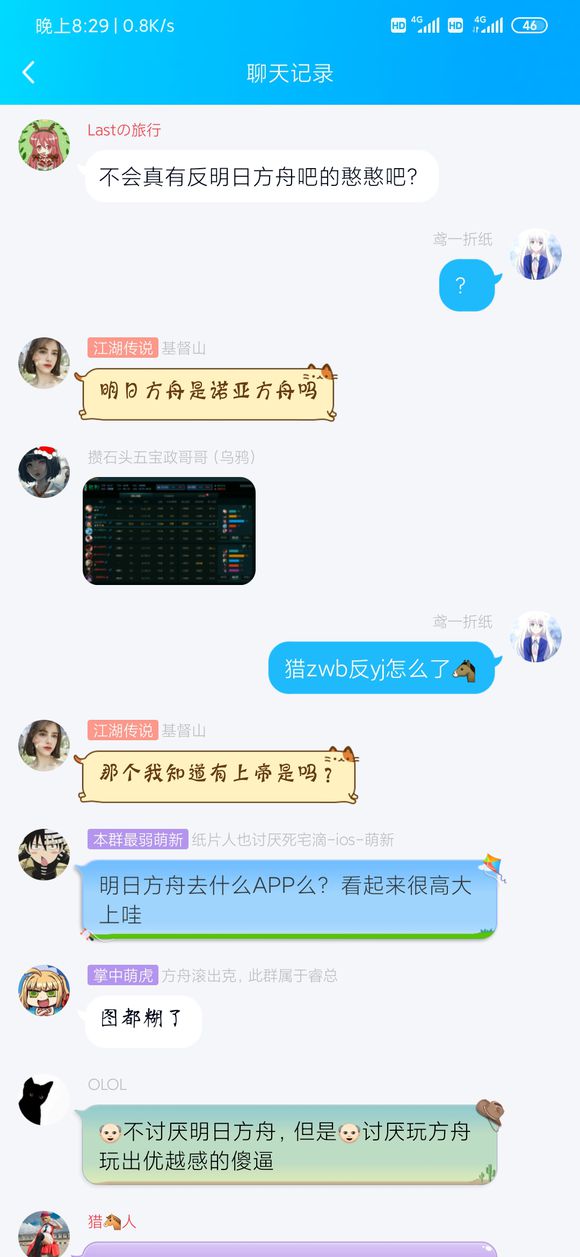 晚上8:29 | 0.8K/s
HD 4G HD 4G 46
聊天记录
Lastの旅行
不会真有反明日方舟吧的憨憨吧？
鸢一折纸
？
江湖传说 基督山
明日方舟是诺亚方舟吗
攒石头五宝政哥哥（乌鸦）
鸢一折纸
猎zwb反yj怎么了🐴
江湖传说 基督山
那个我知道有上帝是吗？
本群最弱萌新 纸片人也讨厌死宅滴-ios-萌新
明日方舟去什么APP么？看起来很高大
上哇
掌中萌虎 方舟滚出克，此群属于睿总
图都糊了
OLOL
👴不讨厌明日方舟，但是👴讨厌玩方舟
玩出优越感的傻逼
猎🐴人